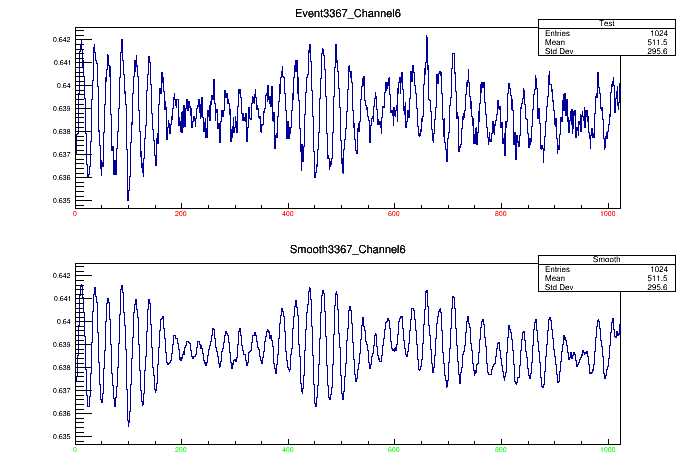 Event3367_Channel6
Test
Entries 1024
Mean 511.5
Std Dev 295.6
0.642
0.641
0.64
0.639
0.638
0.637
0.636
0.635
0 200 400 600 800 1000
Smooth3367_Channel6
Smooth
Entries 1024
Mean 511.5
Std Dev 295.6
0.642
0.641
0.64
0.639
0.638
0.637
0.636
0.635
0 200 400 600 800 1000